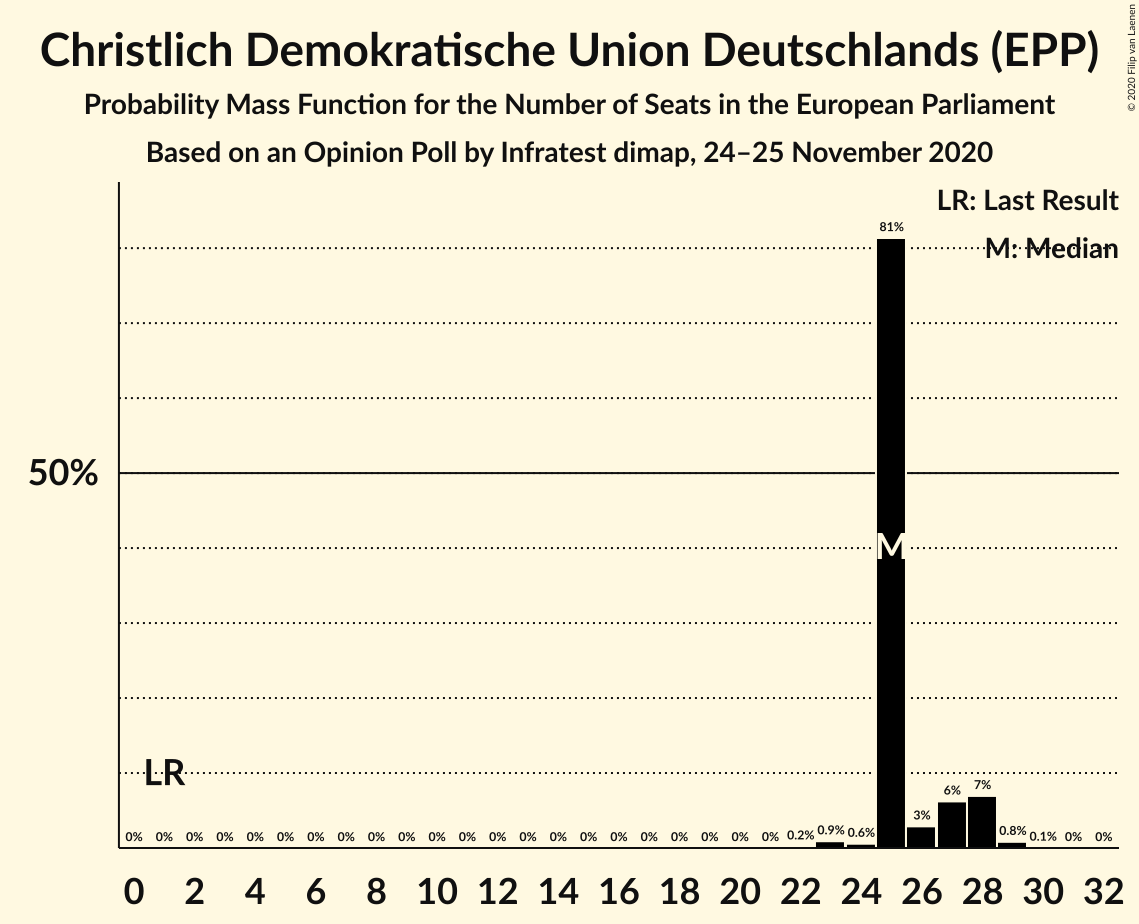 Christlich Demokratische Union Deutschlands (EPP)
Probability Mass Function for the Number of Seats in the European Parliament
Based on an Opinion Poll by Infratest dimap, 24–25 November 2020
© 2020 Filip van Laenen
LR: Last Result
M: Median
81%
50%
M
LR
0% 0% 0% 0% 0% 0% 0% 0% 0% 0% 0% 0% 0% 0% 0% 0% 0% 0% 0% 0% 0% 0% 0.2% 0.9% 0.6% 3% 6% 7% 0.8% 0.1% 0% 0%
0 2 4 6 8 10 12 14 16 18 20 22 24 26 28 30 32